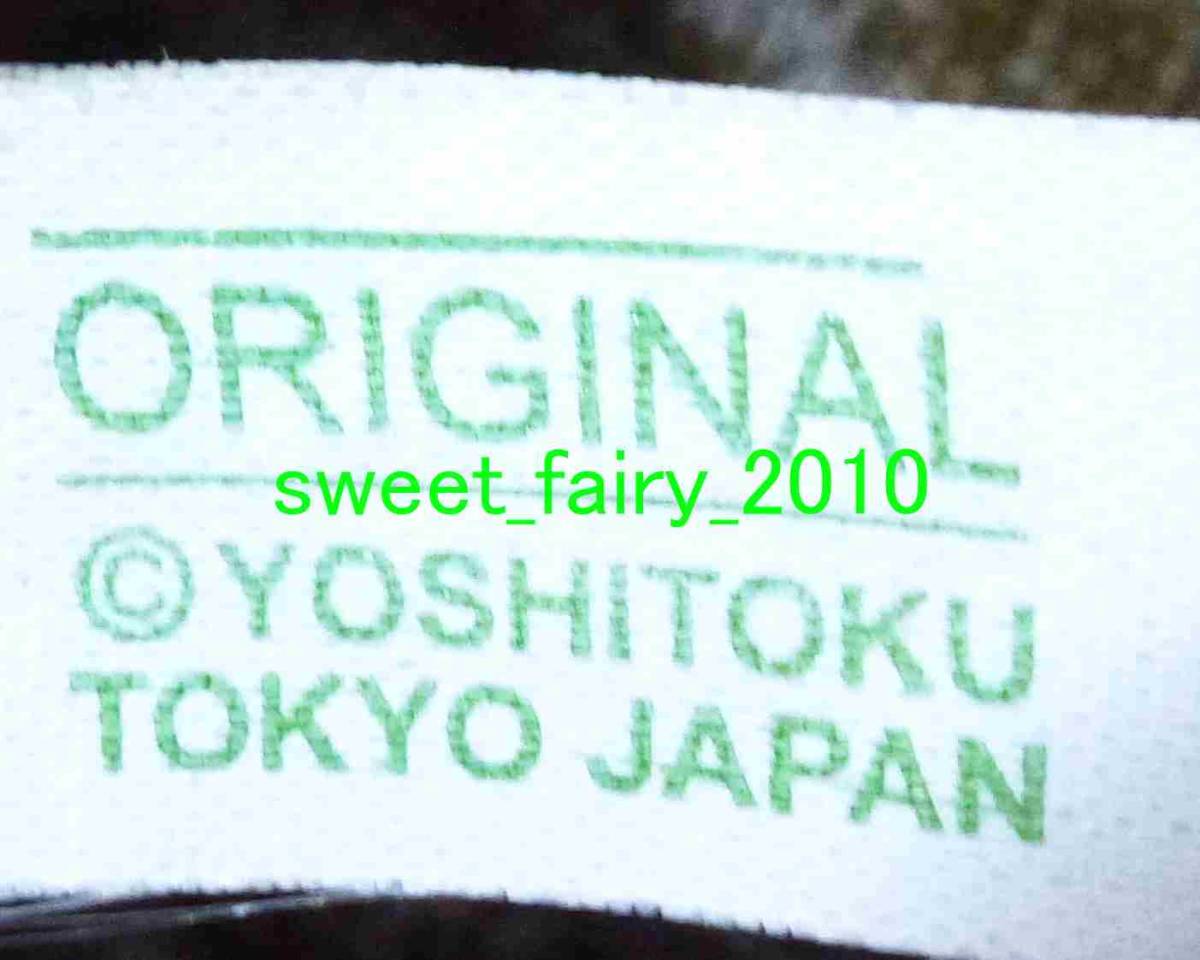 ORIGINAL
sweet_fairy_2010
©YOSHITOKU
TOKYO JAPAN